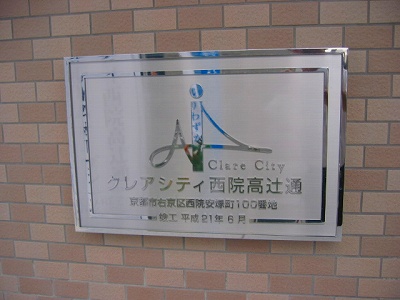 Clare City
クレアシティ西院高辻通
京都市右京区西院安塚町100番地
竣工 平成21年6月